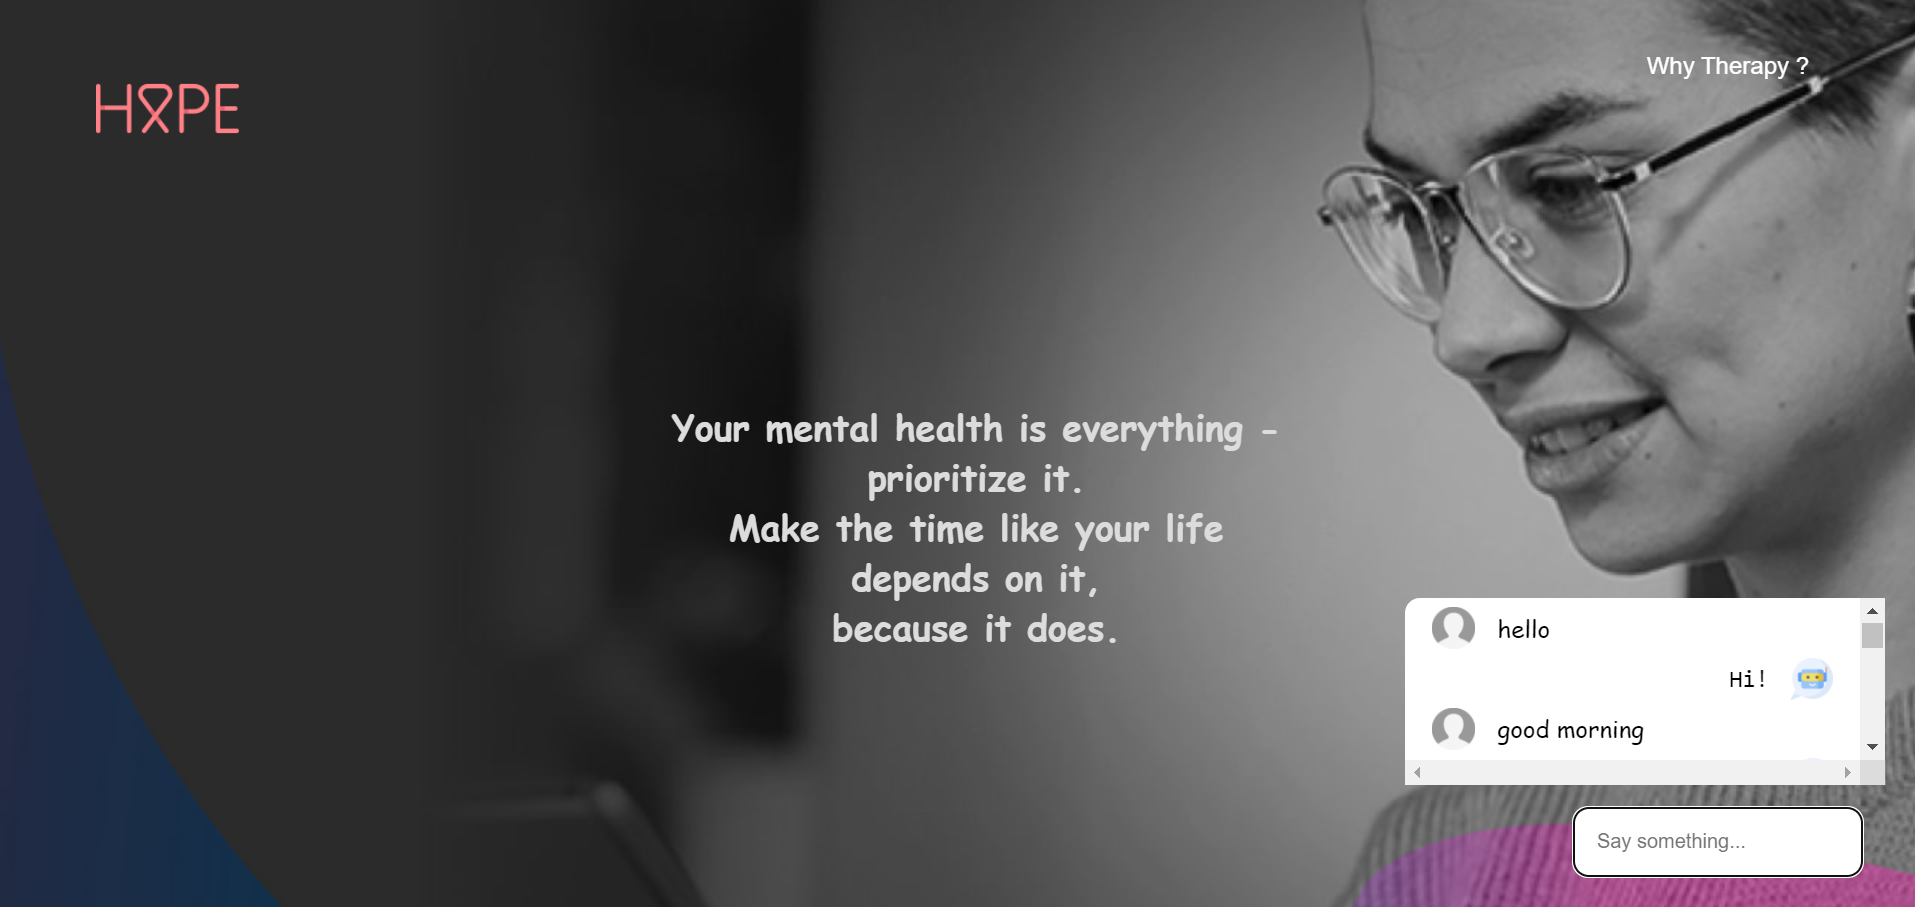 HOPE
Why Therapy ?
Your mental health is everything -
prioritize it.
Make the time like your life
depends on it,
because it does.
hello
Hi!
good morning
Say something...